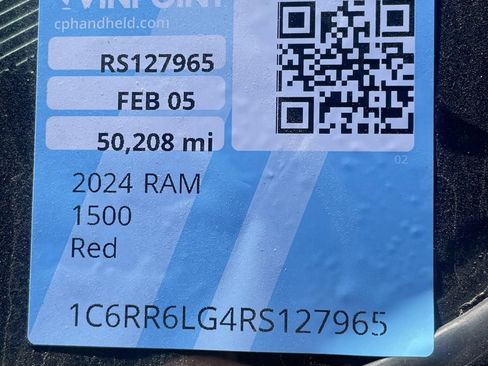 VINPOINT
cphandheld.com
RS127965
FEB 05
50,208 mi
02
2024 RAM
1500
Red
1C6RR6LG4RS127965